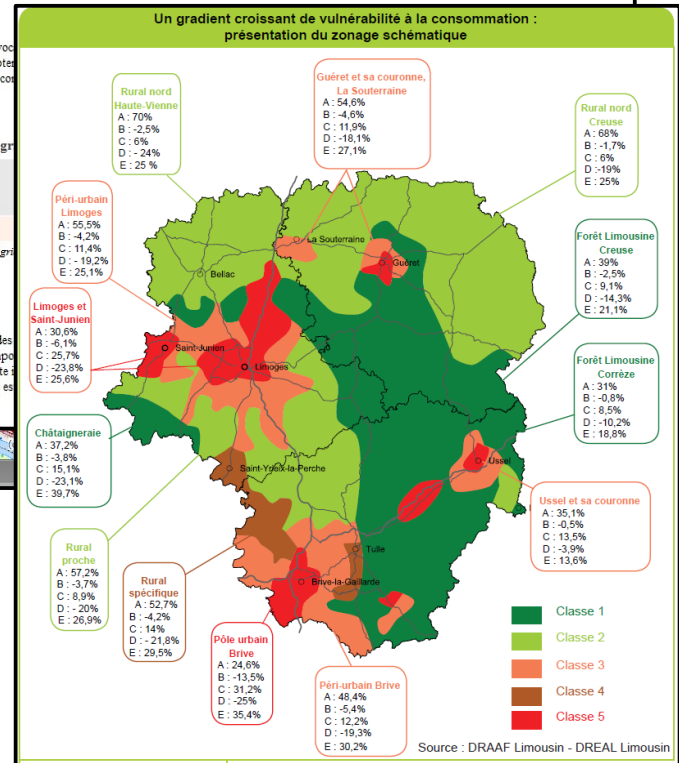 Un gradient croissant de vulnérabilité à la consommation :
présentation du zonage schématique
Rural nord
Haute-Vienne
A : 70%
B : -2,5%
C : 6%
D : - 24%
E : 25 %
Guéret et sa couronne,
La Souterraine
A : 54,6%
B : -4,6%
C : 11,9%
D : -18,1%
E : 27,1%
Rural nord
Creuse
A : 68%
B : -1,7%
C : 6%
D : -19%
E : 25%
Péri-urbain
Limoges
A : 55,5%
B : -4,2%
C : 11,4%
D : - 19,2%
E : 25,1%
Forêt Limousine
Creuse
A : 39%
B : -2,5%
C : 9,1%
D : -14,3%
E : 21,1%
Limoges et
Saint-Junien
A : 30,6%
B : -6,1%
C : 25,7%
D : -23,8%
E : 25,6%
Forêt Limousine
Corrèze
A : 31%
B : -0,8%
C : 8,5%
D : -10,2%
E : 18,8%
Châtaigneraie
A : 37,2%
B : -3,8%
C : 15,1%
D : -23,1%
E : 39,7%
Ussel et sa couronne
A : 35,1%
B : -0,5%
C : 13,5%
D : -3,9%
E : 13,6%
Rural
proche
A : 57,2%
B : -3,7%
C : 8,9%
D : - 20%
E : 26,9%
Rural
spécifique
A : 52,7%
B : -4,2%
C : 14%
D : -21,8%
E : 29,5%
Pôle urbain
Brive
A : 24,6%
B : -13,5%
C : 31,2%
D : -25%
E : 35,4%
Péri-urbain Brive
A : 48,4%
B : -5,4%
C : 12,2%
D : -19,3%
E : 30,2%
La Souterraine
Guéret
Bellac
Saint-Junien
Limoges
Saint-Yrieix-la-Perche
Ussel
Tulle
Brive-la-Gaillarde
Classe 1
Classe 2
Classe 3
Classe 4
Classe 5
Source : DRAAF Limousin - DREAL Limousin